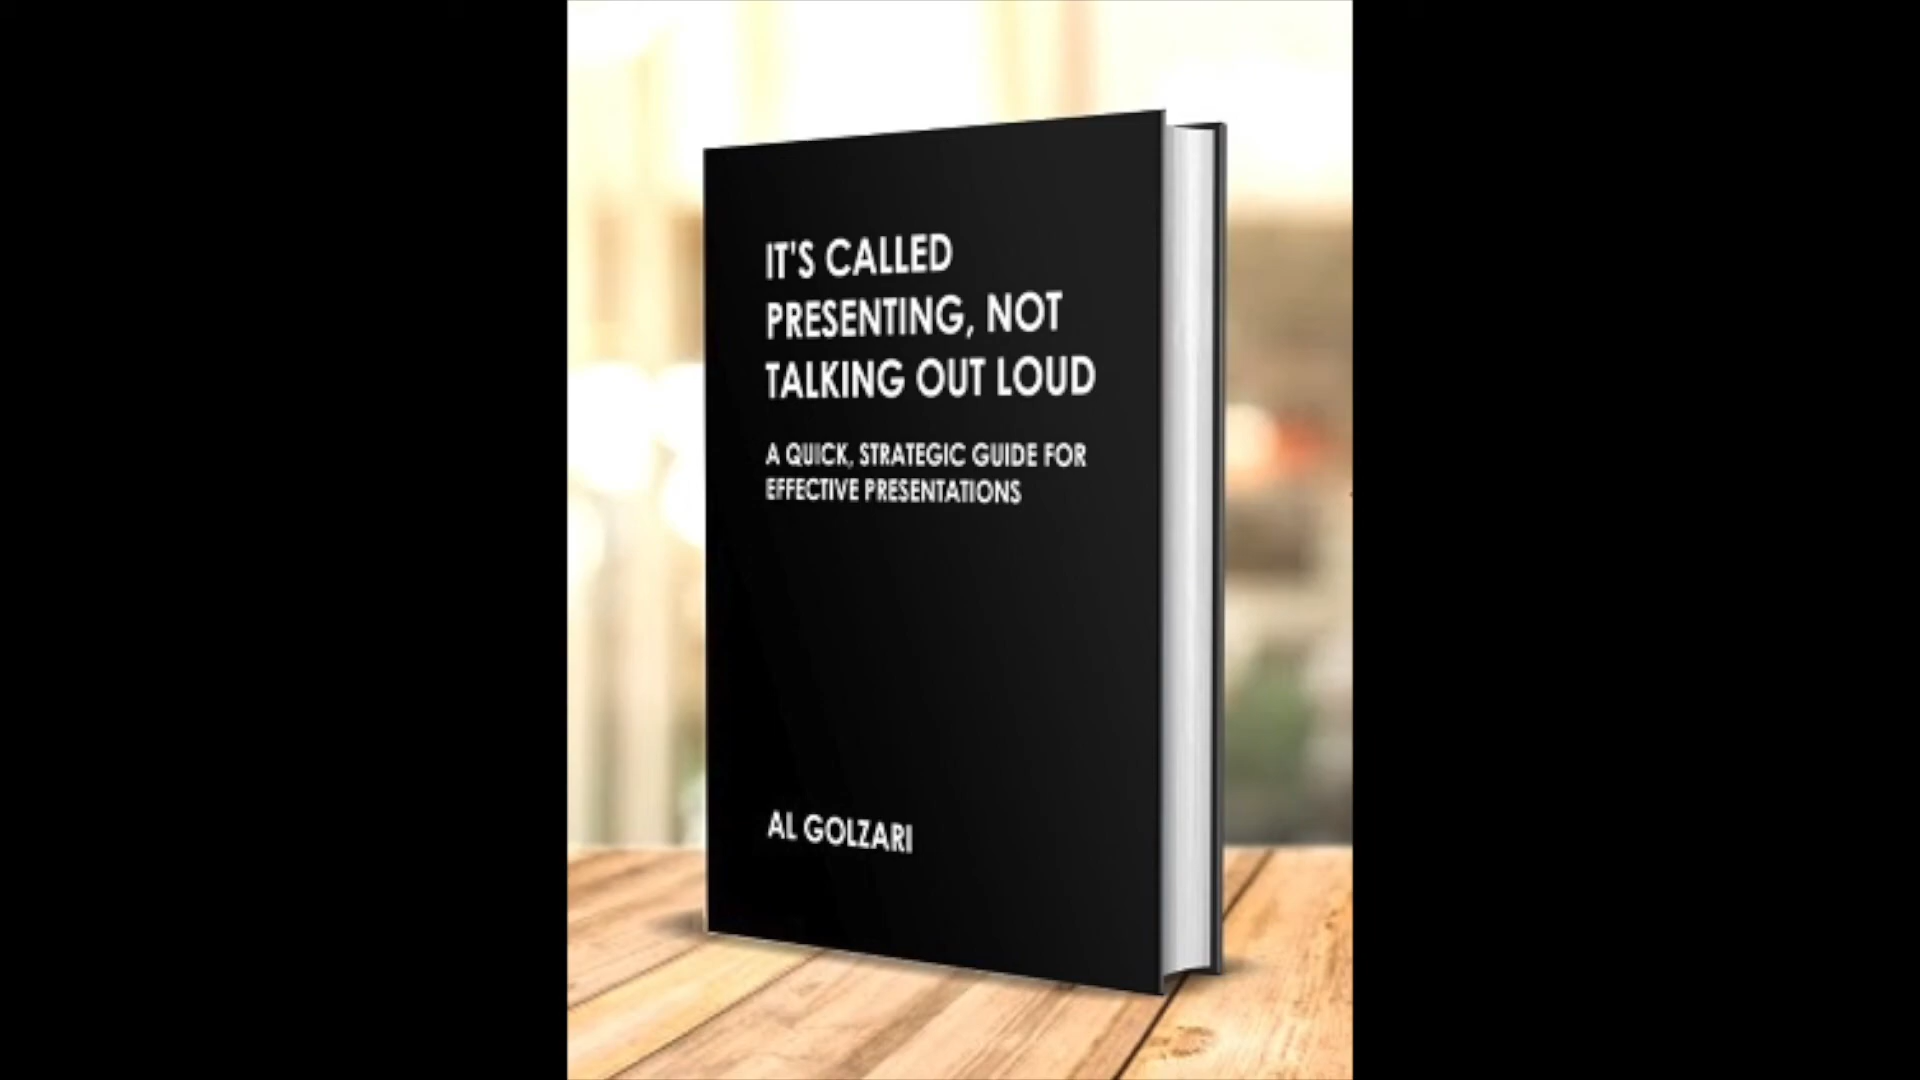 IT'S CALLED
PRESENTING, NOT
TALKING OUT LOUD
A QUICK, STRATEGIC GUIDE FOR
EFFECTIVE PRESENTATIONS
AL GOLZARI